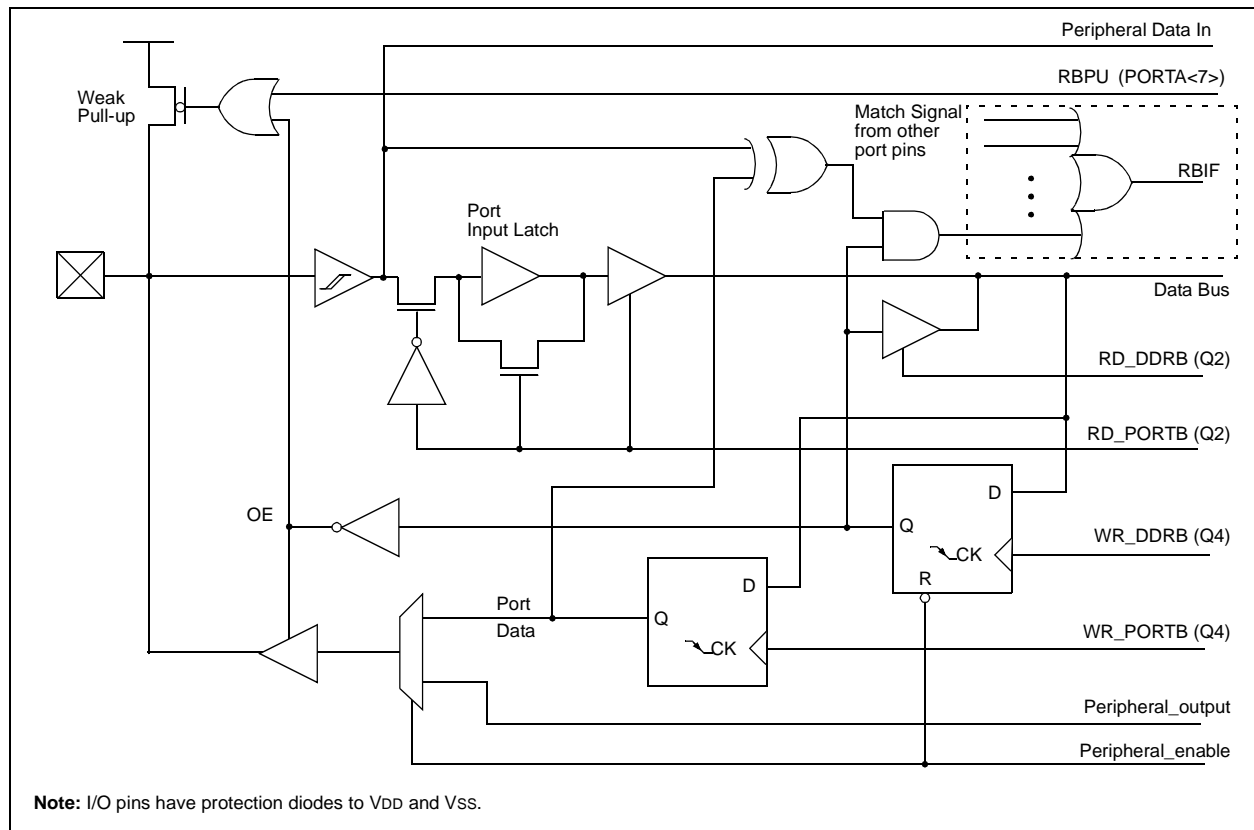 Peripheral Data In
RBPU (PORTA<7>)
Weak
Pull-up
Match Signal
from other
port pins
RBIF
Port
Input Latch
Data Bus
RD_DDRB (Q2)
RD_PORTB (Q2)
D
OE
Q
WR_DDRB (Q4)
CK
R
D
Port
Data
Q
WR_PORTB (Q4)
CK
Peripheral_output
Peripheral_enable
Note: I/O pins have protection diodes to VDD and VSS.